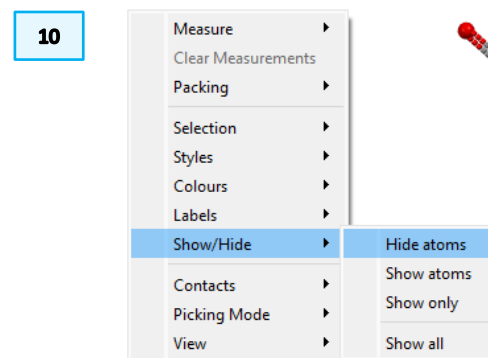 10
Measure
Clear Measurements
Packing
Selection
Styles
Colours
Labels
Show/Hide
Hide atoms
Show atoms
Show only
Show all
Contacts
Picking Mode
View